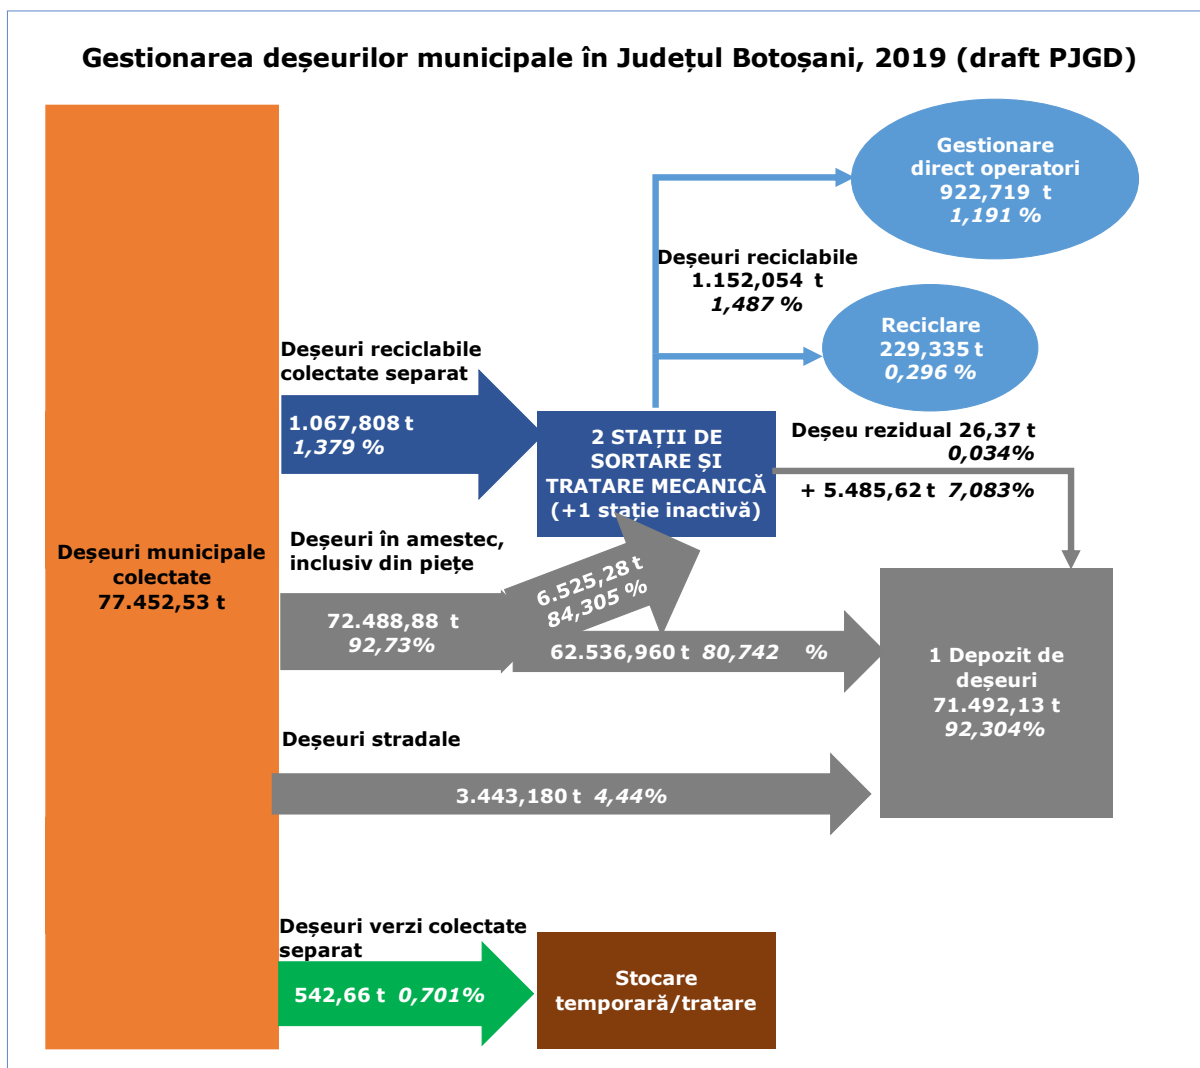 Gestionarea deșeurilor municipale în Județul Botoșani, 2019 (draft PJGD)
Gestionare
direct operatori
922,719 t
1,191 %
Deșeuri reciclabile
1.152,054 t
1,487 %
Reciclare
229,335 t
0,296 %
Deșeuri reciclabile
colectate separat
1.067,808 t
1,379 %
2 STAȚII DE
SORTARE ȘI
TRATARE MECANICĂ
(+1 stație inactivă)
Deșeu rezidual 26,37 t
0,034%
+ 5.485,62 t 7,083%
Deșeuri municipale
colectate
77.452,53 t
Deșeuri în amestec,
inclusiv din piețe
72.488,88 t
92,73%
6.525,28 t
84,305 %
62.536,960 t 80,742 %
1 Depozit de
deșeuri
71.492,13 t
92,304%
Deșeuri stradale
3.443,180 t 4,44%
Deșeuri verzi colectate
separat
542,66 t 0,701%
Stocare
temporară/tratare